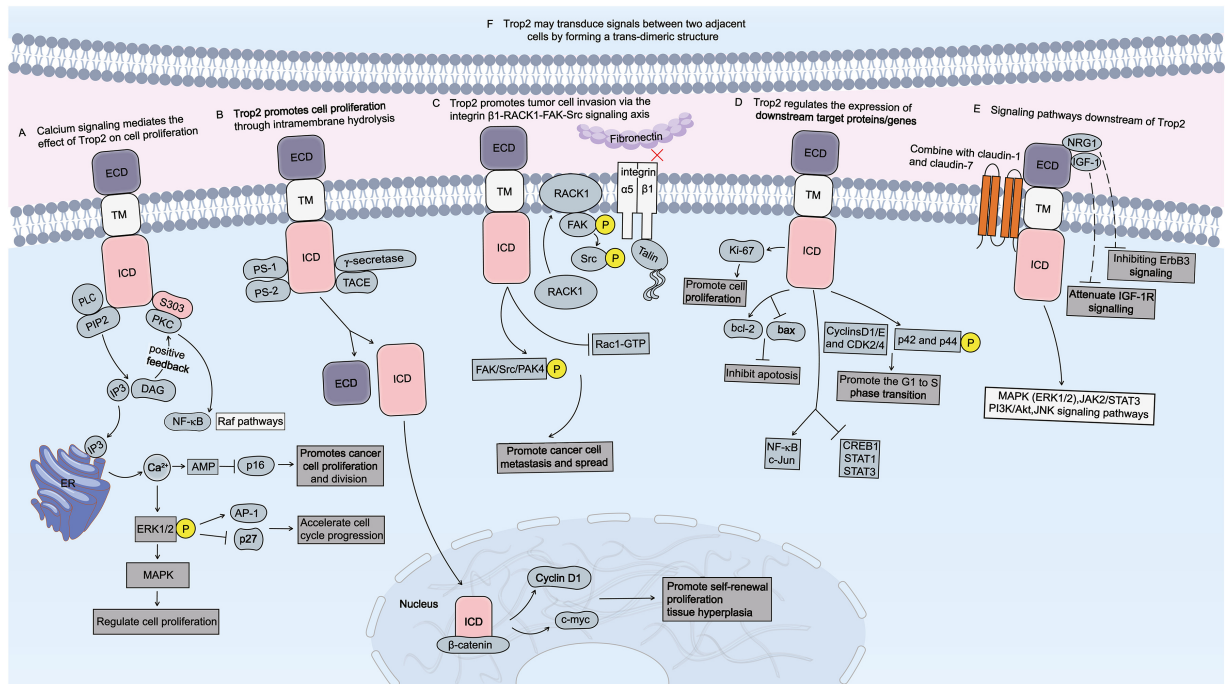 F Trop2 may transduce signals between two adjacent
cells by forming a trans-dimeric structure
A Calcium signaling mediates the
effect of Trop2 on cell proliferation
ECD
TM
ICD
PLC
PIP2
S303
PKC
positive
feedback
IP3
DAG
NF-κB
Raf pathways
IP3
ER
Ca²⁺
AMP
p16
Promotes cancer
cell proliferation
and division
ERK1/2
P
AP-1
p27
Accelerate cell
cycle progression
MAPK
Regulate cell proliferation
B Trop2 promotes cell proliferation
through intramembrane hydrolysis
ECD
TM
ICD
PS-1
PS-2
γ-secretase
TACE
ECD
ICD
Nucleus
ICD
β-catenin
Cyclin D1
c-myc
Promote self-renewal
proliferation
tissue hyperplasia
C Trop2 promotes tumor cell invasion via the
integrin β1-RACK1-FAK-Src signaling axis
ECD
TM
ICD
Fibronectin
integrin
α5
β1
RACK1
FAK
P
Src
P
Talin
RACK1
Rac1-GTP
FAK/Src/PAK4
P
Promote cancer cell
metastasis and spread
D Trop2 regulates the expression of
downstream target proteins/genes
ECD
TM
ICD
Ki-67
Promote cell
proliferation
bcl-2
bax
Inhibit apotosis
CyclinsD1/E
and CDK2/4
p42 and p44
P
Promote the G1 to S
phase transition
NF-κB
c-Jun
CREB1
STAT1
STAT3
E Signaling pathways downstream of Trop2
Combine with claudin-1
and claudin-7
ECD
TM
ICD
NRG1
IGF-1
Inhibiting ErbB3
signaling
Attenuate IGF-1R
signalling
MAPK (ERK1/2),JAK2/STAT3
PI3K/Akt,JNK signaling pathways